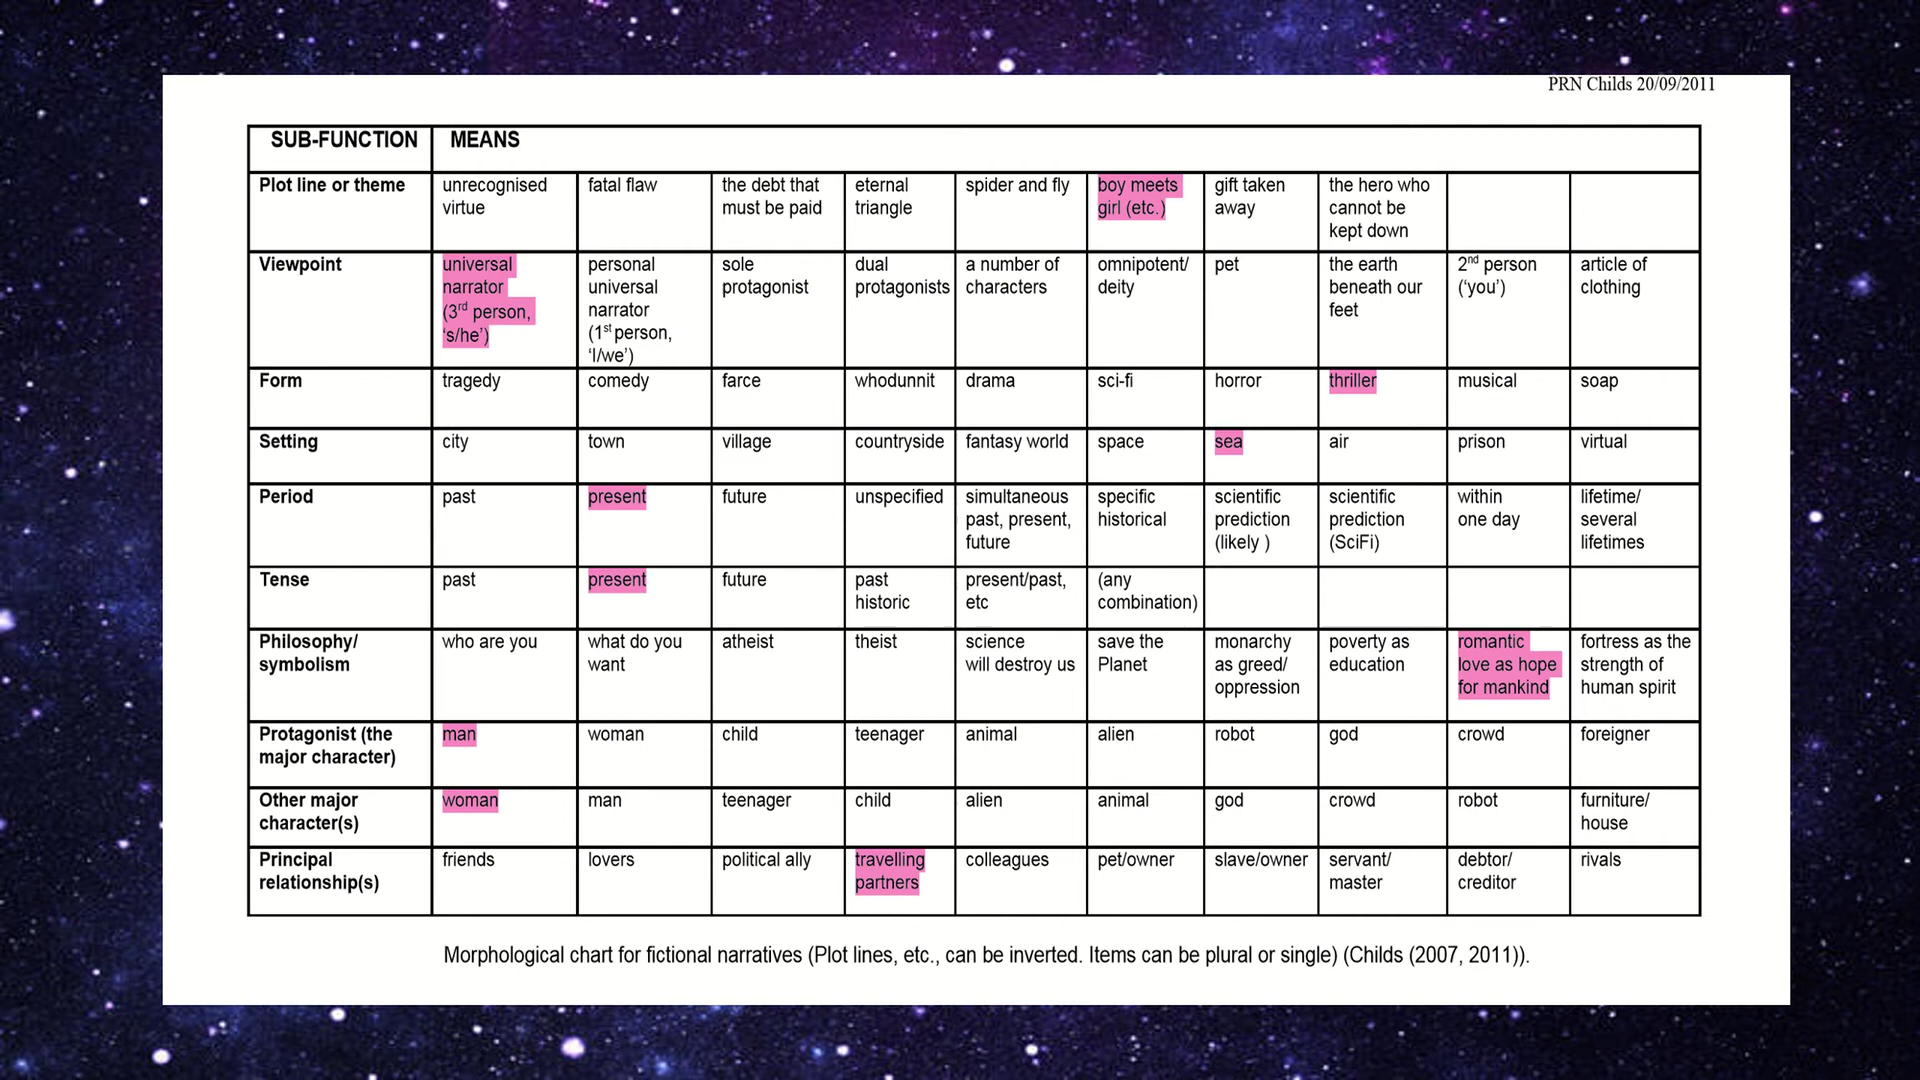 PRN Childs 20/09/2011
SUB-FUNCTION MEANS
Plot line or theme
unrecognised
virtue
fatal flaw
the debt that
must be paid
eternal
triangle
spider and fly
boy meets
girl (etc.)
gift taken
away
the hero who
cannot be
kept down
Viewpoint
universal
narrator
(3rd person,
‘s/he’)
personal
universal
narrator
(1st person,
‘I/we’)
sole
protagonist
dual
protagonists
a number of
characters
omnipotent/
deity
pet
the earth
beneath our
feet
2nd person
(‘you’)
article of
clothing
Form
tragedy
comedy
farce
whodunnit
drama
sci-fi
horror
thriller
musical
soap
Setting
city
town
village
countryside
fantasy world
space
sea
air
prison
virtual
Period
past
present
future
unspecified
simultaneous
past, present,
future
specific
historical
scientific
prediction
(likely )
scientific
prediction
(SciFi)
within
one day
lifetime/
several
lifetimes
Tense
past
present
future
past
historic
present/past,
etc
(any
combination)
Philosophy/
symbolism
who are you
what do you
want
atheist
theist
science
will destroy us
save the
Planet
monarchy
as greed/
oppression
poverty as
education
romantic
love as hope
for mankind
fortress as the
strength of
human spirit
Protagonist (the
major character)
man
woman
child
teenager
animal
alien
robot
god
crowd
foreigner
Other major
character(s)
woman
man
teenager
child
alien
animal
god
crowd
robot
furniture/
house
Principal
relationship(s)
friends
lovers
political ally
travelling
partners
colleagues
pet/owner
slave/owner
servant/
master
debtor/
creditor
rivals
Morphological chart for fictional narratives (Plot lines, etc., can be inverted. Items can be plural or single) (Childs (2007, 2011)).